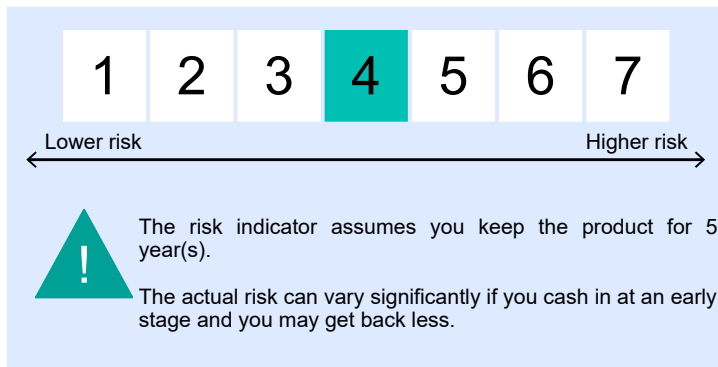 1 2 3 4 5 6 7
Lower risk Higher risk
!
The risk indicator assumes you keep the product for 5
year(s).
The actual risk can vary significantly if you cash in at an early
stage and you may get back less.